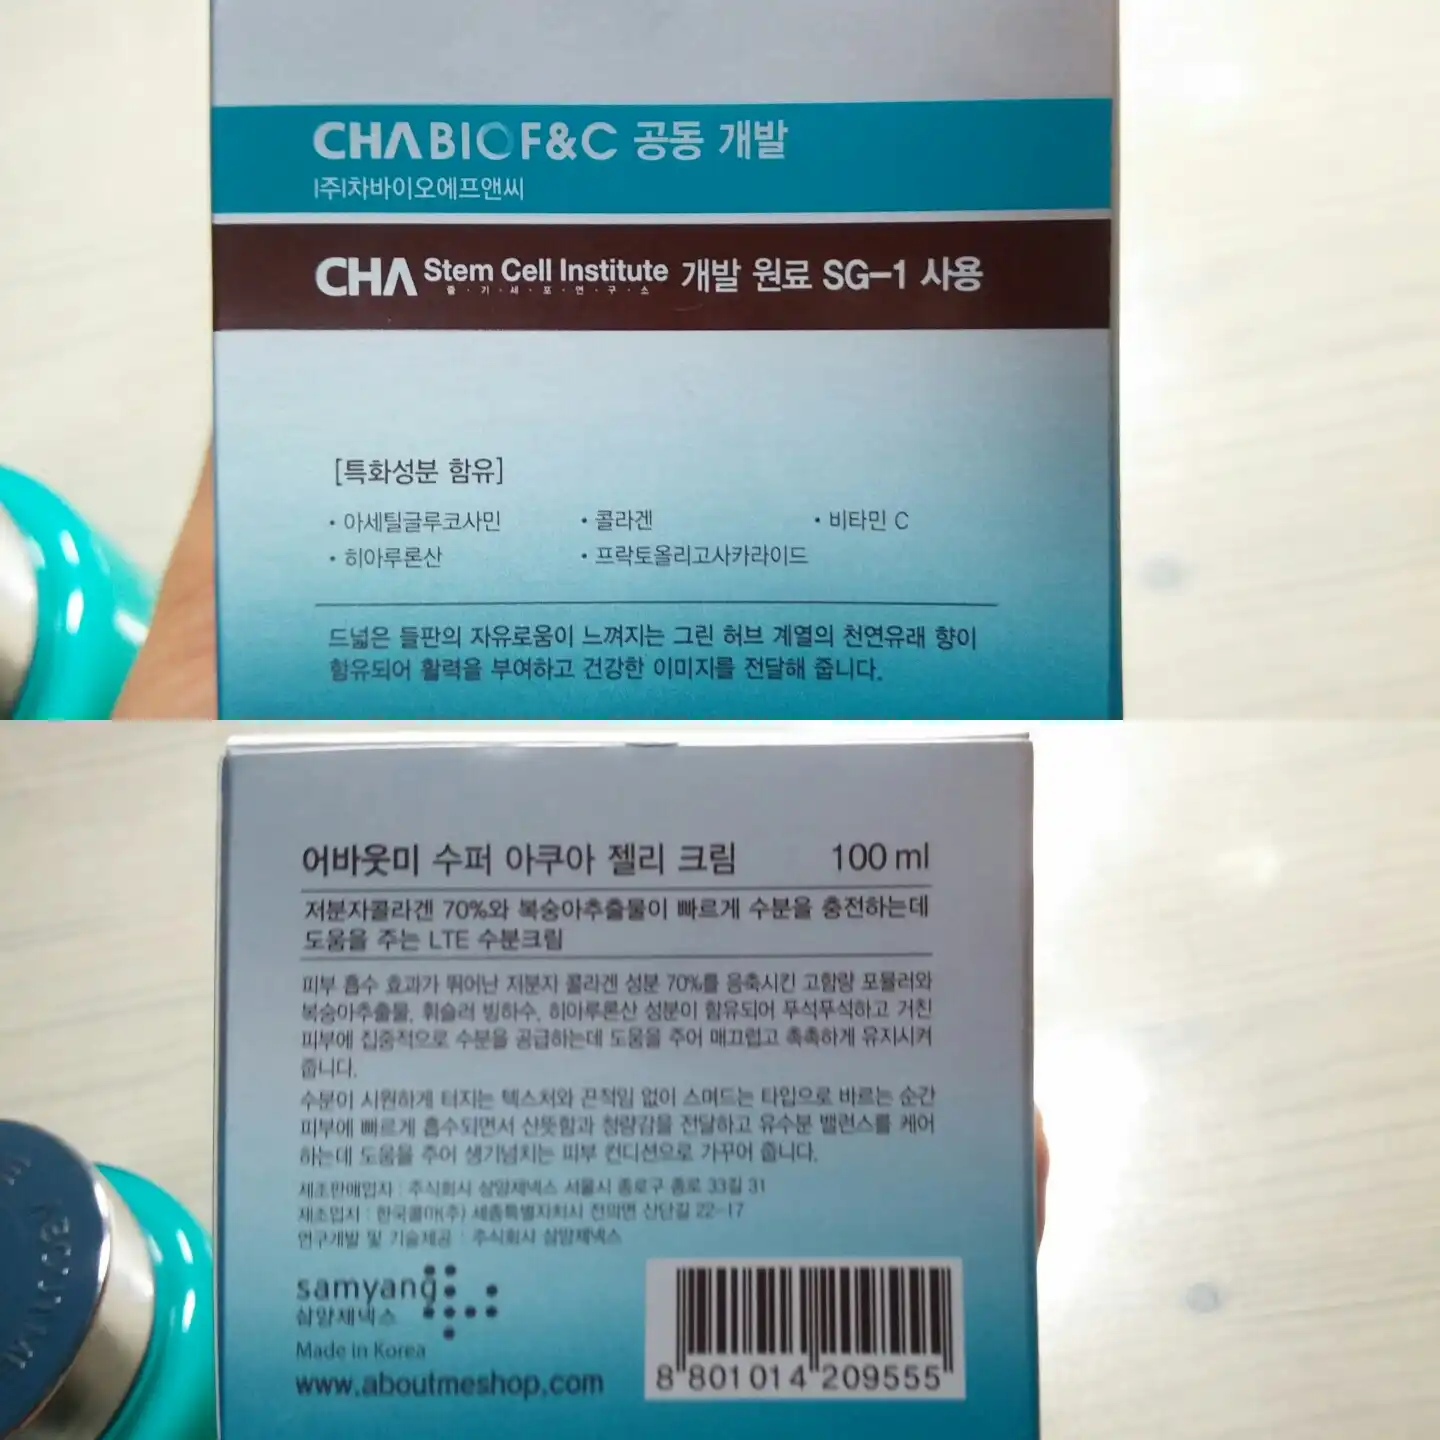 CHABIOF&C 공동 개발
(주)차바이오에프앤씨
CHA Stem Cell Institute 개발 원료 SG-1 사용
줄·기·세·포·연·구·소
[특화성분 함유]
• 아세틸글루코사민 • 콜라겐 • 비타민 C
• 히아루론산 • 프락토올리고사카라이드
드넓은 들판의 자유로움이 느껴지는 그린 허브 계열의 천연유래 향이
함유되어 활력을 부여하고 건강한 이미지를 전달해 줍니다.
어바웃미 수퍼 아쿠아 젤리 크림 100 ml
저분자콜라겐 70%와 복숭아추출물이 빠르게 수분을 충전하는데
도움을 주는 LTE 수분크림
피부 흡수 효과가 뛰어난 저분자 콜라겐 성분 70%를 응축시킨 고함량 포뮬러와
복숭아추출물, 휘슬러 빙하수, 히아루론산 성분이 함유되어 푸석푸석하고 거친
피부에 집중적으로 수분을 공급하는데 도움을 주어 매끄럽고 촉촉하게 유지시켜
줍니다.
수분이 시원하게 터지는 텍스처와 끈적임 없이 스며드는 타입으로 바르는 순간
피부에 빠르게 흡수되면서 산뜻함과 청량감을 전달하고 유수분 밸런스를 케어
하는데 도움을 주어 생기넘치는 피부 컨디션으로 가꾸어 줍니다.
제조판매업자 : 주식회사 삼양제넥스 서울시 종로구 종로 33길 31
제조업자 : 한국콜마(주) 세종특별자치시 전의면 산단길 22-17
연구개발 및 기술제공 : 주식회사 삼양제넥스
samyang
삼양제넥스
Made in Korea
www.aboutmeshop.com
8 801014 209555